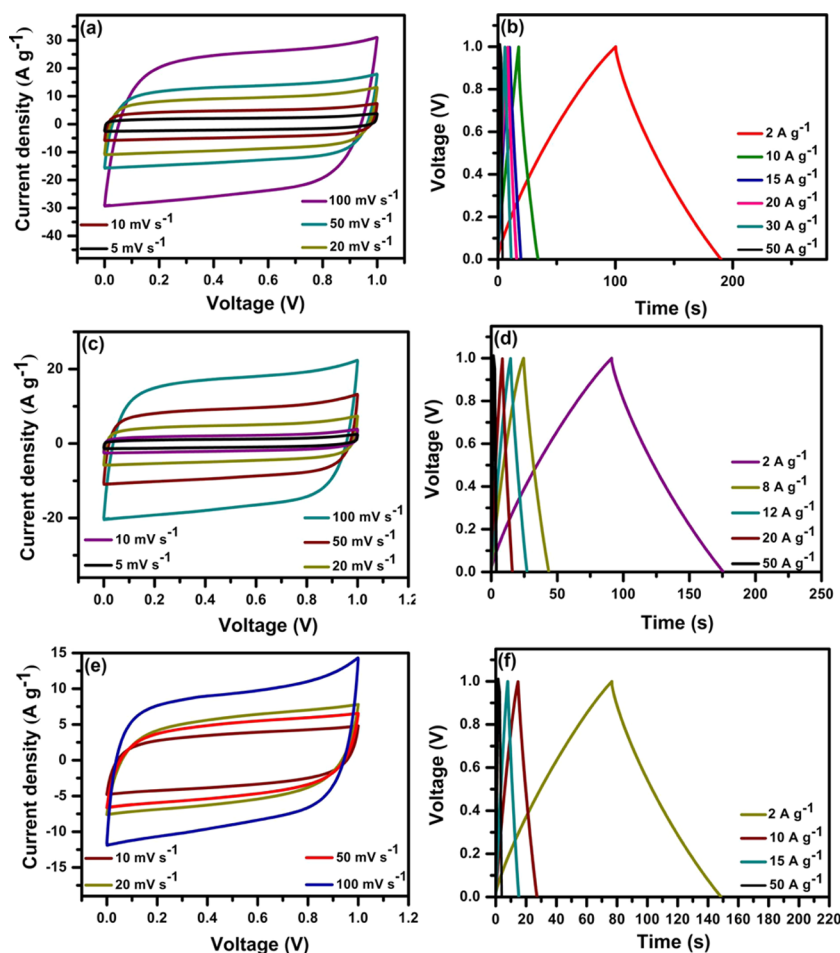 (a)
Current density (A g-1)
30
20
10
0
-10
-20
-30
-40
10 mV s-1
5 mV s-1
100 mV s-1
50 mV s-1
20 mV s-1
0.0 0.2 0.4 0.6 0.8 1.0
Voltage (V)
(b)
Voltage (V)
1.0
0.8
0.6
0.4
0.2
0.0
2 A g-1
10 A g-1
15 A g-1
20 A g-1
30 A g-1
50 A g-1
0 100 200
Time (s)
(c)
Current density (A g-1)
20
0
-20
10 mV s-1
5 mV s-1
100 mV s-1
50 mV s-1
20 mV s-1
0.0 0.2 0.4 0.6 0.8 1.0 1.2
Voltage (V)
(d)
Voltage (V)
1.0
0.8
0.6
0.4
0.2
0.0
2 A g-1
8 A g-1
12 A g-1
20 A g-1
50 A g-1
0 50 100 150 200 250
Time (s)
(e)
Current density (A g-1)
15
10
5
0
-5
-10
-15
10 mV s-1
20 mV s-1
50 mV s-1
100 mV s-1
0.0 0.2 0.4 0.6 0.8 1.0 1.2
Voltage (V)
(f)
Voltage (V)
1.0
0.8
0.6
0.4
0.2
0.0
2 A g-1
10 A g-1
15 A g-1
50 A g-1
0 20 40 60 80 100 120 140 160 180 200 220
Time (s)